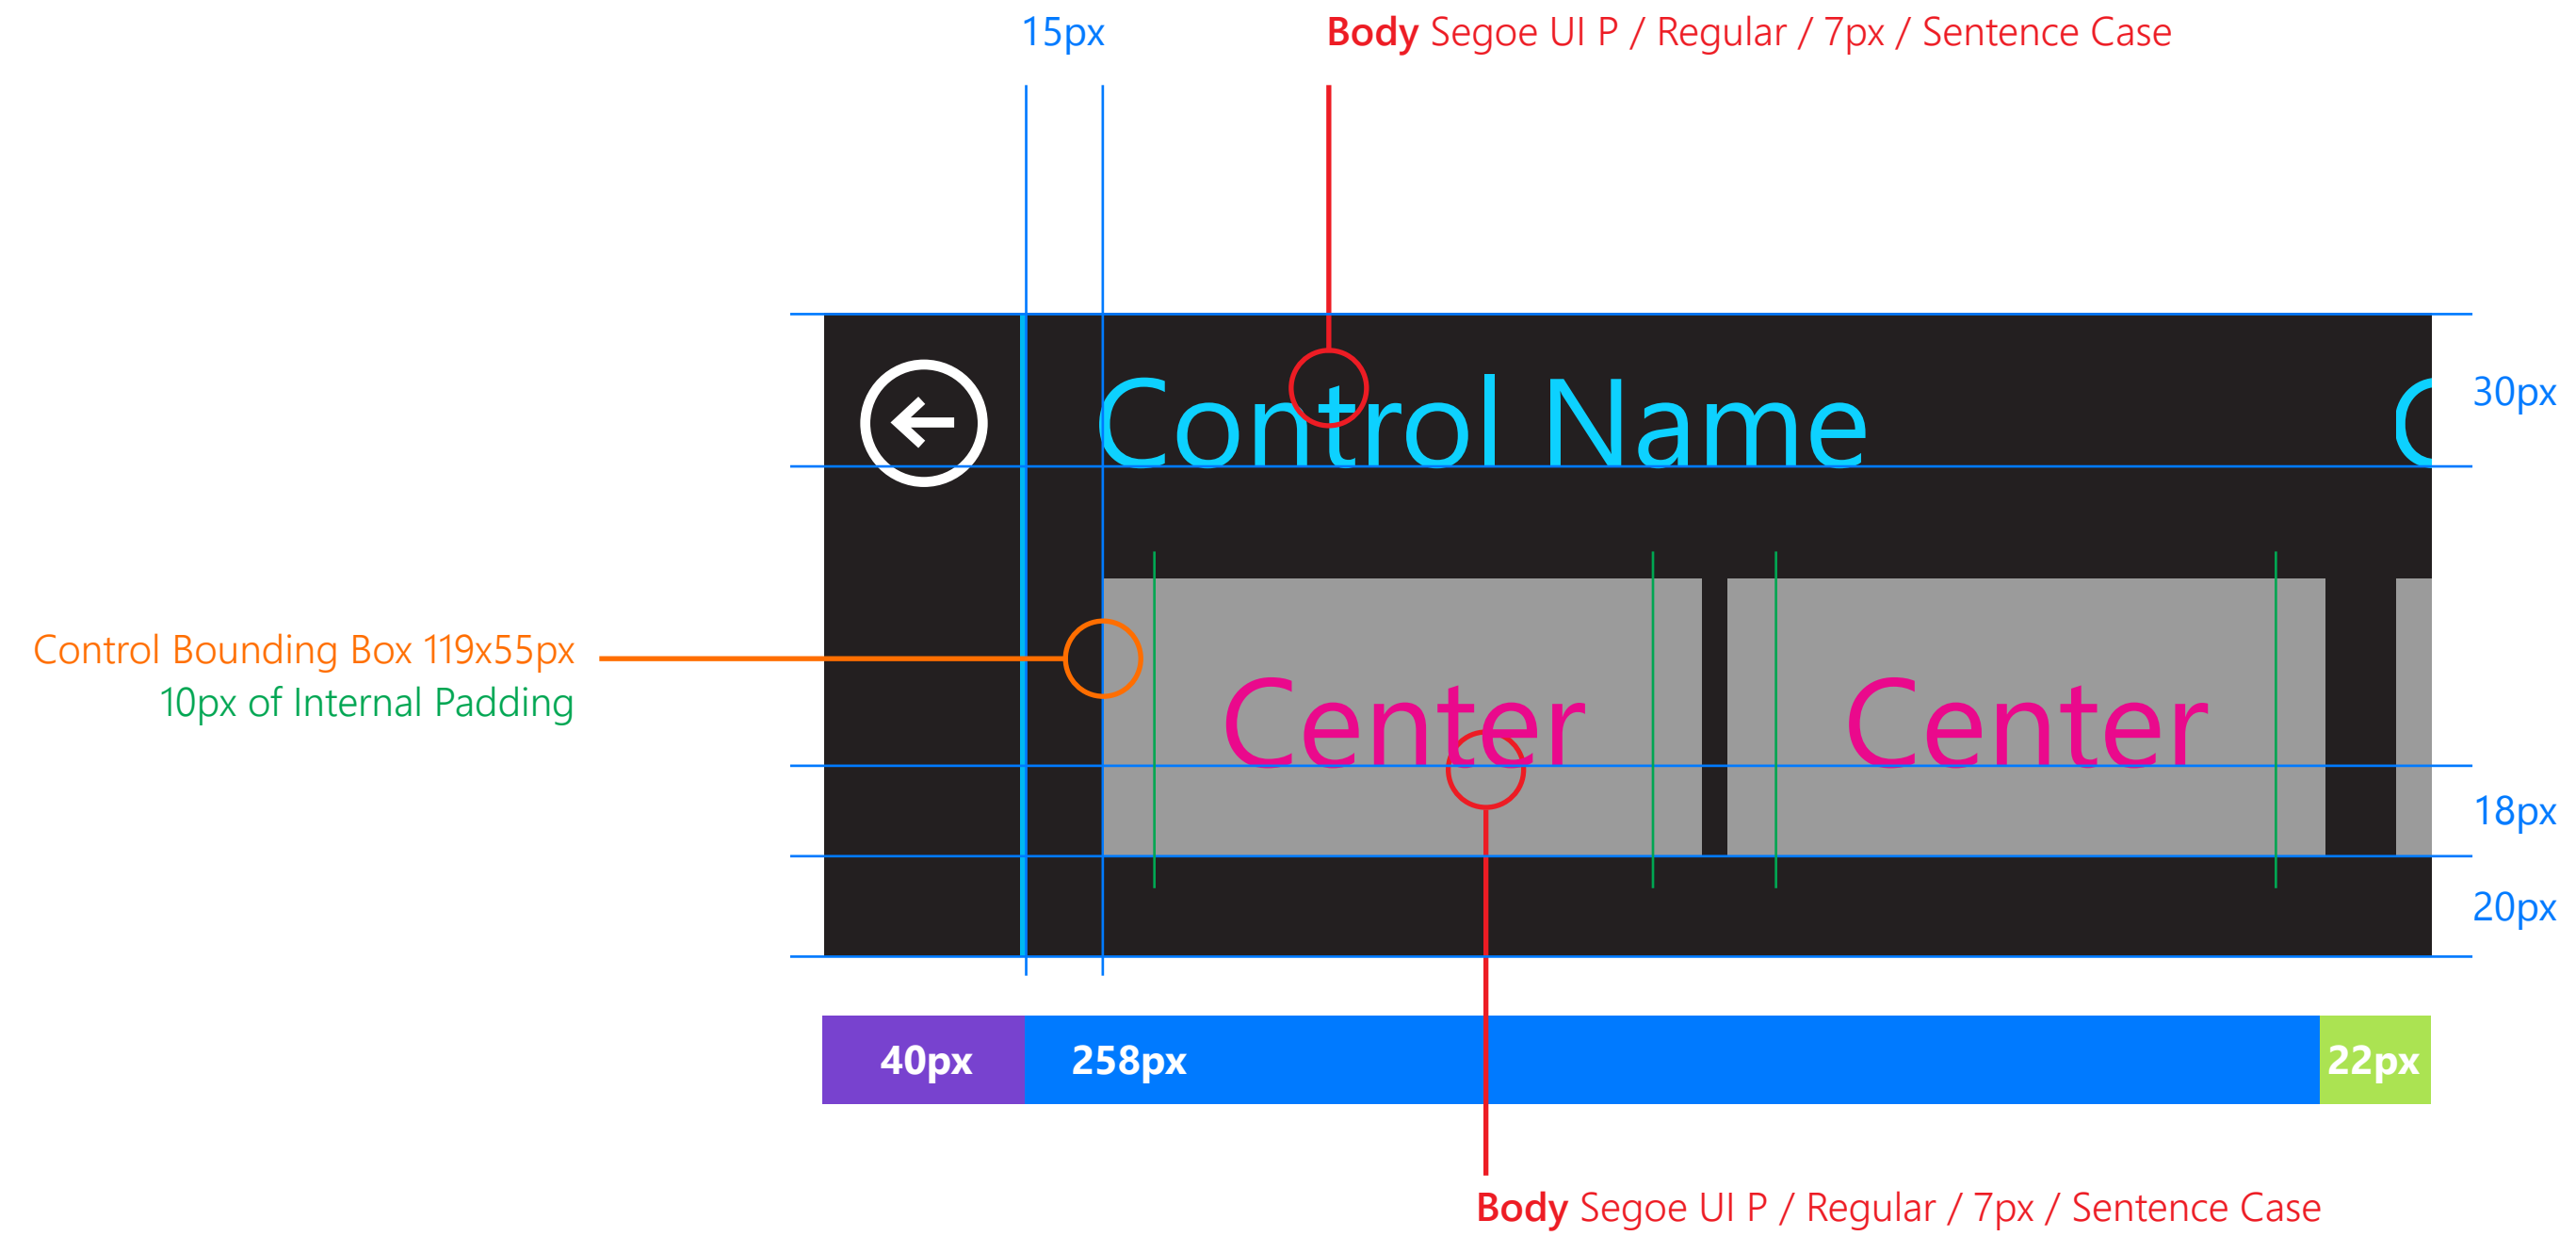 15px
Body Segoe UI P / Regular / 7px / Sentence Case
Control Name
C
30px
Control Bounding Box 119x55px
10px of Internal Padding
Center
Center
18px
20px
40px
258px
22px
Body Segoe UI P / Regular / 7px / Sentence Case